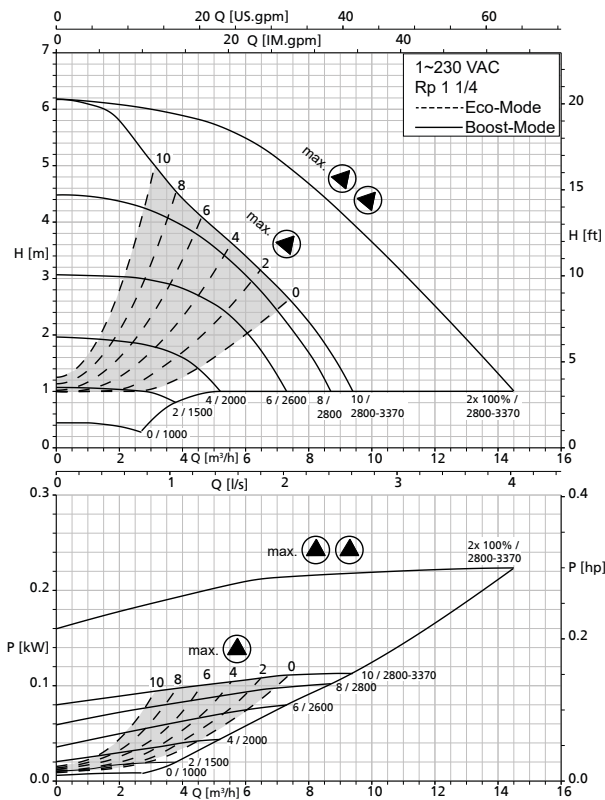 0 20 Q [US.gpm] 40 60
0 20 Q [IM.gpm] 40 60
7
6
5
4
H [m]
3
2
1
0
1~230 VAC
Rp 1 1/4
Eco-Mode
Boost-Mode
20
15
H [ft]
10
5
0
max.
max.
10
8
6
4
2
0
4 / 2000
6 / 2600
8 / 2800
10 / 2800-3370
2x 100% / 2800-3370
2 / 1500
0 / 1000
0 2 Q [m³/h] 4 6 8 10 12 14 16
0 1 Q [l/s] 2 3 4
0.3
0.2
P [kW]
0.1
0.0
0.4
P [hp]
0.2
0.0
max.
2x 100% / 2800-3370
max.
10 8 6 4 2 0
10 / 2800-3370
8 / 2800
6 / 2600
4 / 2000
2 / 1500
0 / 1000
0 2 4 6 8 10 12 14 16
Q [m³/h]